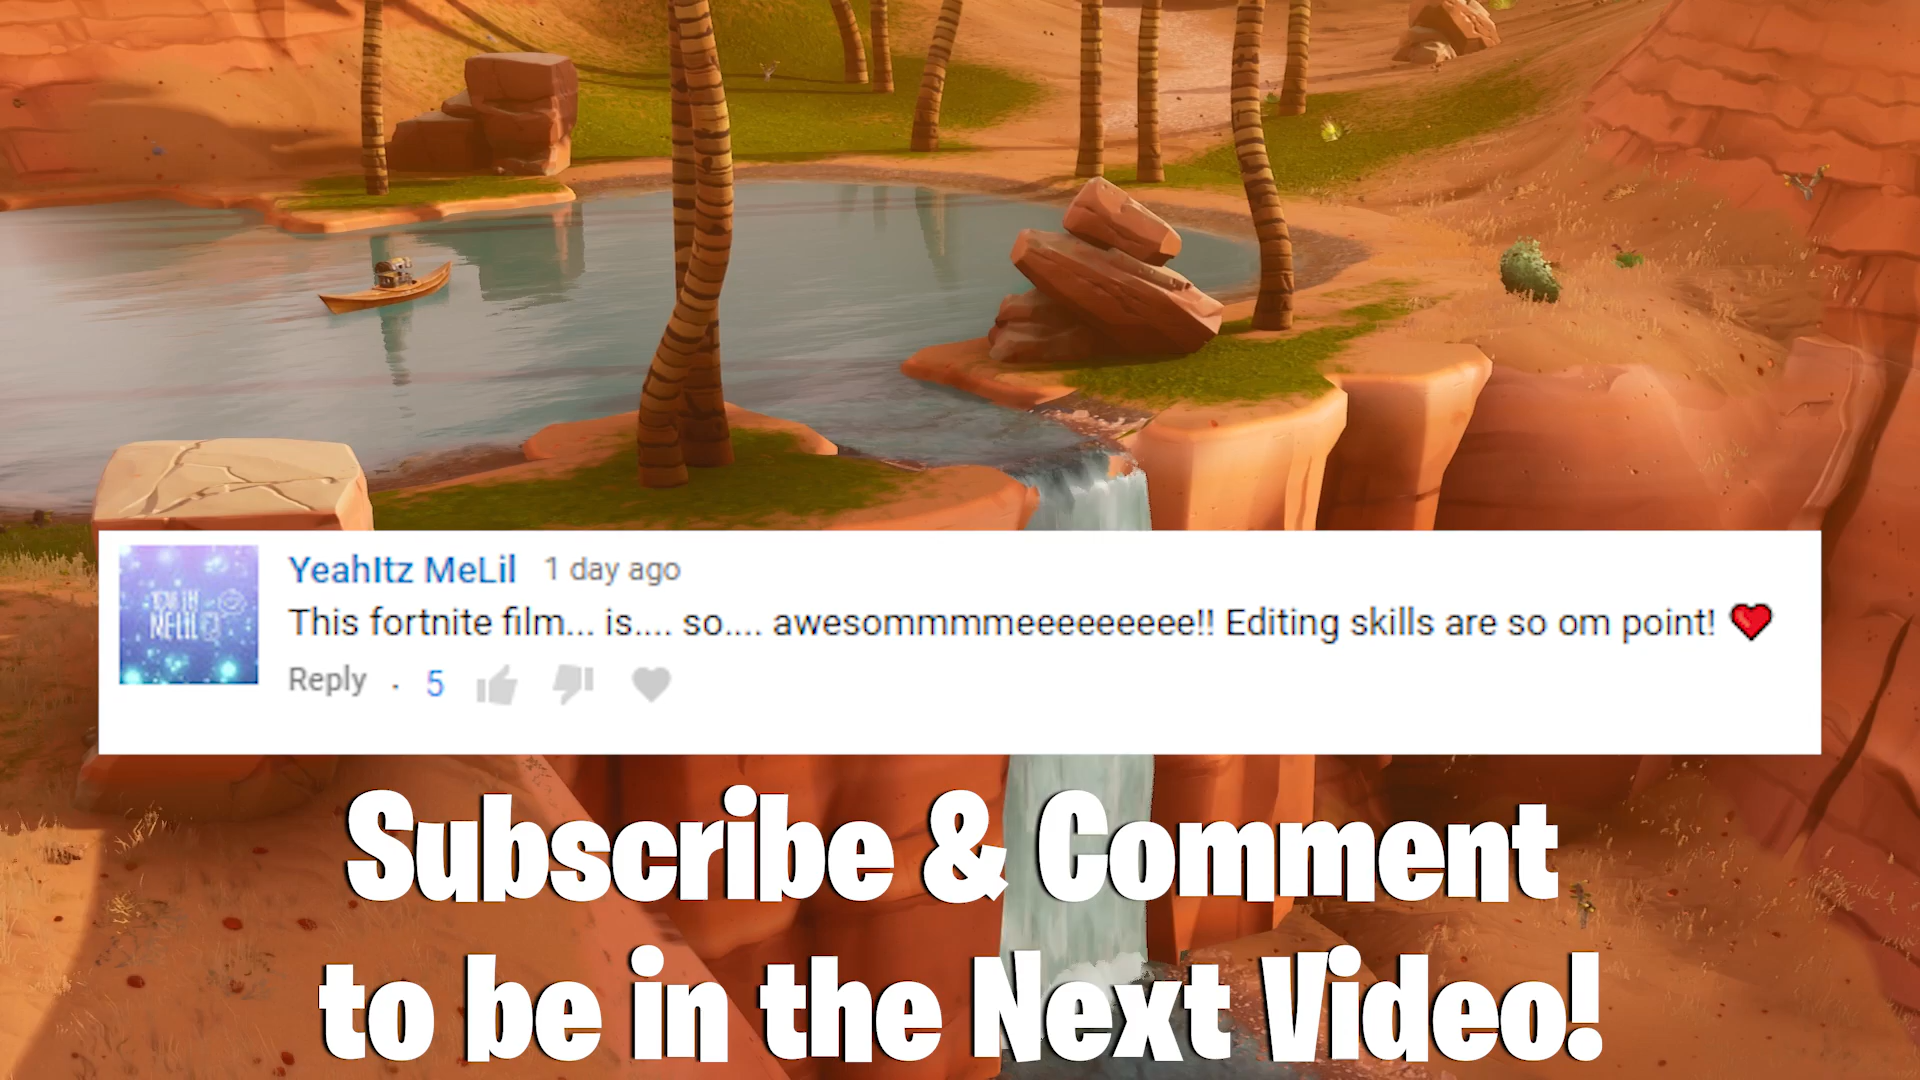 YeahItz MeLil 1 day ago
This fortnite film... is.... so.... awesommmmeeeeeeeee!! Editing skills are so om point! ❤
Reply . 5
Subscribe & Comment
to be in the Next Video!